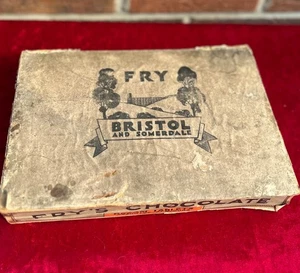 FRY
BRISTOL
AND SOMERDALE
FRY'S CHOCOLATE